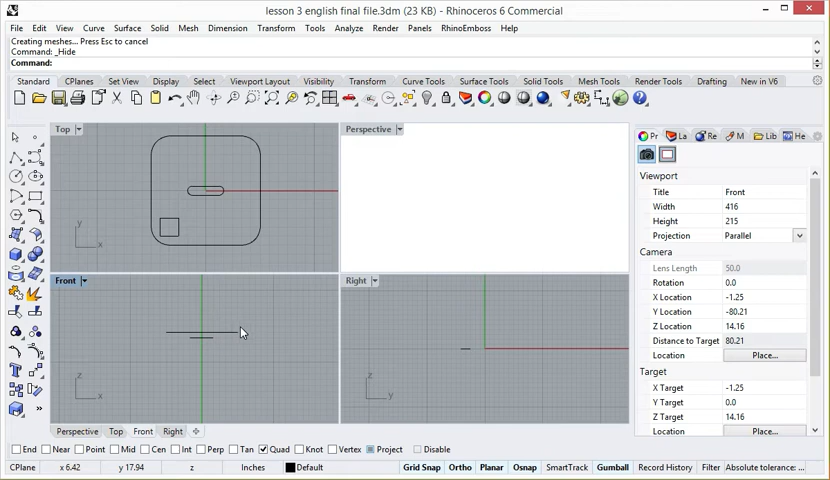 lesson 3 english final file.3dm (23 KB) - Rhinoceros 6 Commercial
File Edit View Curve Surface Solid Mesh Dimension Transform Tools Analyze Render Panels RhinoEmboss Help
Creating meshes... Press Esc to cancel
Command: _Hide
Command:
Standard CPlanes Set View Display Select Viewport Layout Visibility Transform Curve Tools Surface Tools Solid Tools Mesh Tools Render Tools Drafting New in V6
Top
Perspective
y
x
Front
Right
z
x
z
y
Perspective Top Front Right
Pr La Re M Lib He
Viewport
Title Front
Width 416
Height 215
Projection Parallel
Camera
Lens Length 50.0
Rotation 0.0
X Location -1.25
Y Location -80.21
Z Location 14.16
Distance to Target 80.21
Location Place...
Target
X Target -1.25
Y Target 0.0
Z Target 14.16
Location Place...
End Near Point Mid Cen Int Perp Tan Quad Knot Vertex Project Disable
CPlane x 6.42 y 17.94 z Inches Default Grid Snap Ortho Planar Osnap SmartTrack Gumball Record History Filter Absolute tolerance: ...